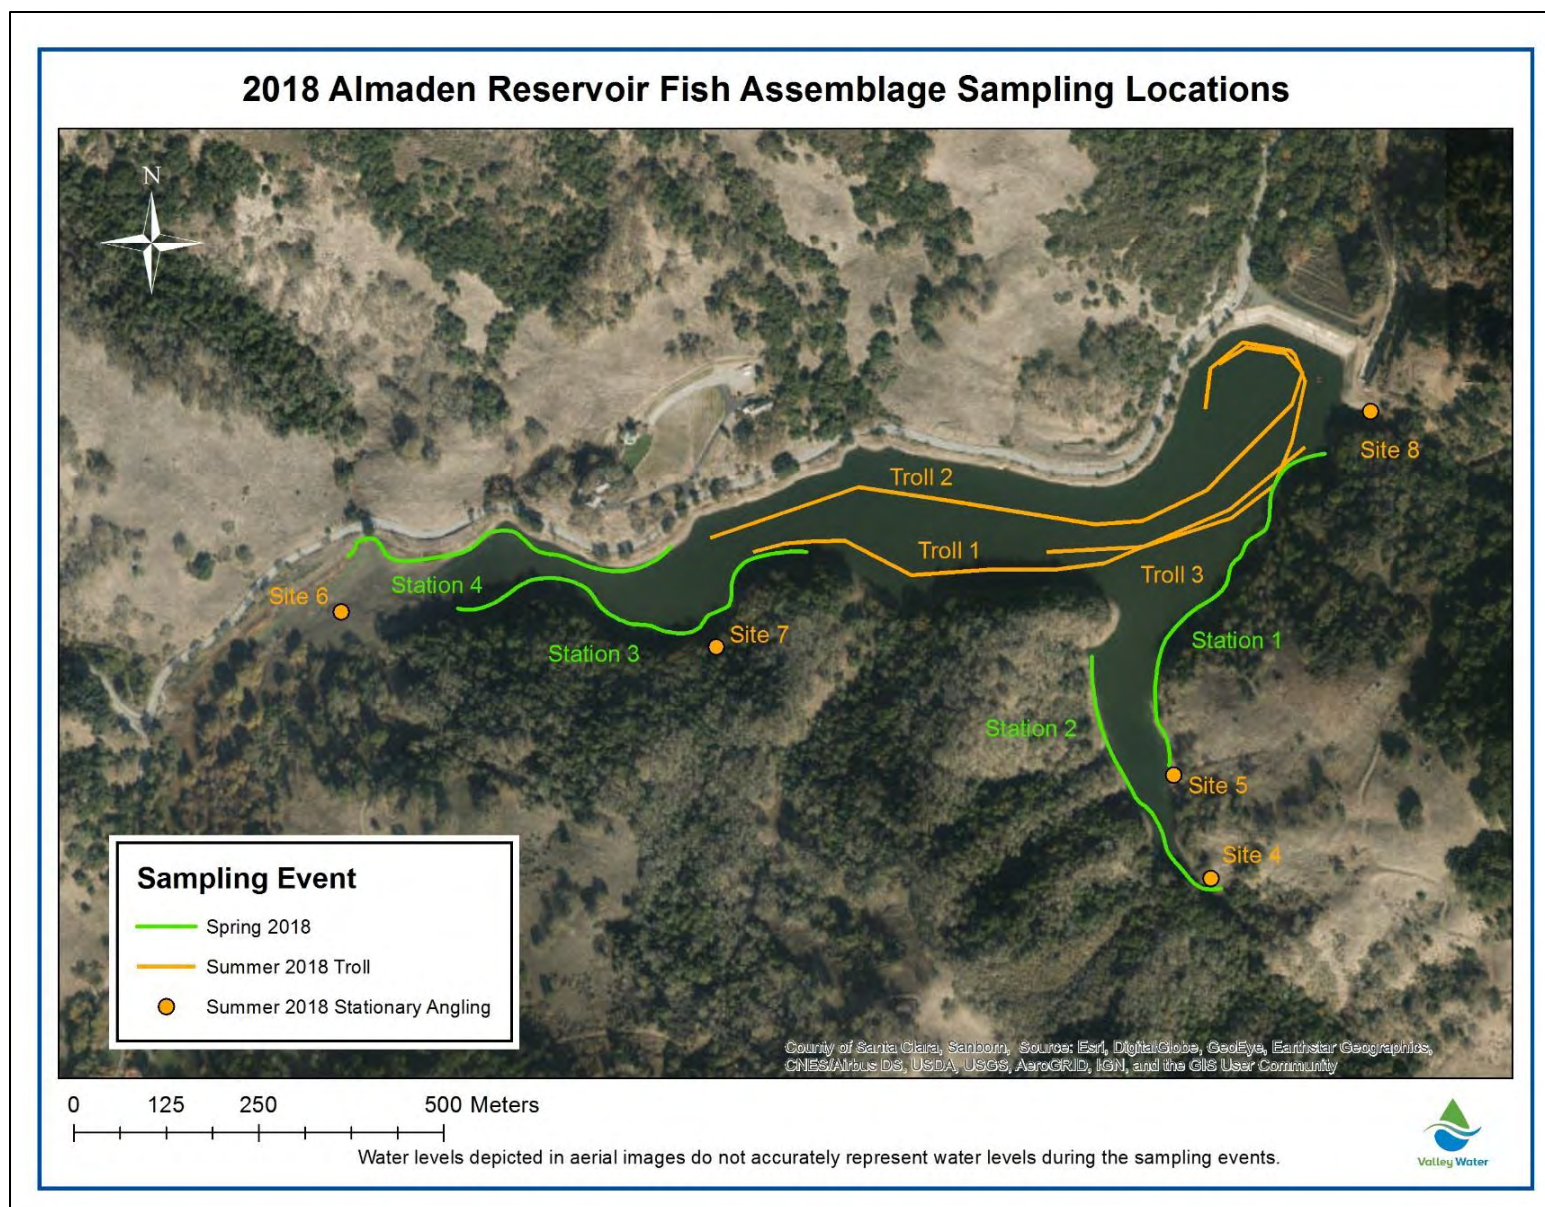 2018 Almaden Reservoir Fish Assemblage Sampling Locations
N
Troll 2
Site 8
Troll 1
Troll 3
Station 4
Site 6
Site 7
Station 3
Station 1
Station 2
Site 5
Site 4
Sampling Event
Spring 2018
Summer 2018 Troll
Summer 2018 Stationary Angling
County of Santa Clara, Sanborn, Source: Esri, DigitalGlobe, GeoEye, Earthstar Geographics,
CNES/Airbus DS, USDA, USGS, AeroGRID, IGN, and the GIS User Community
0 125 250 500 Meters
Water levels depicted in aerial images do not accurately represent water levels during the sampling events.
Valley Water